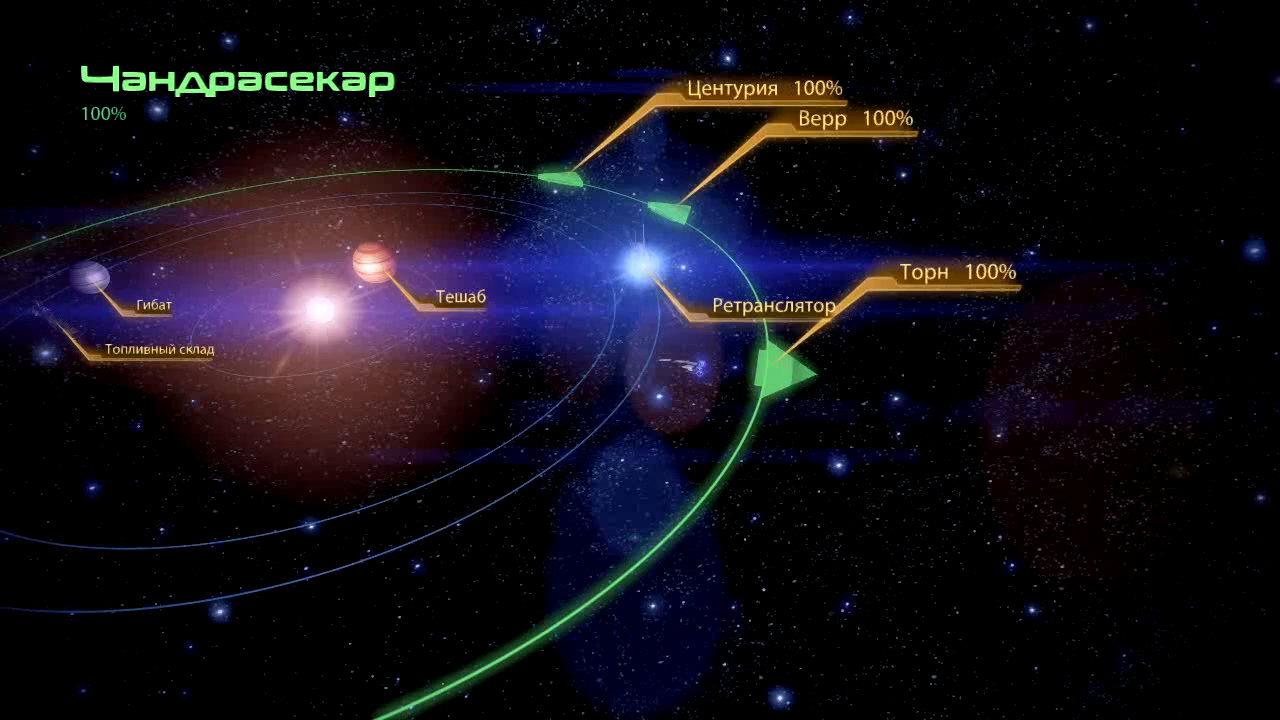 Чандрасекар
100%
Центурия 100%
Верр 100%
Торн 100%
Тешаб
Гибат
Ретранслятор
Топливный склад